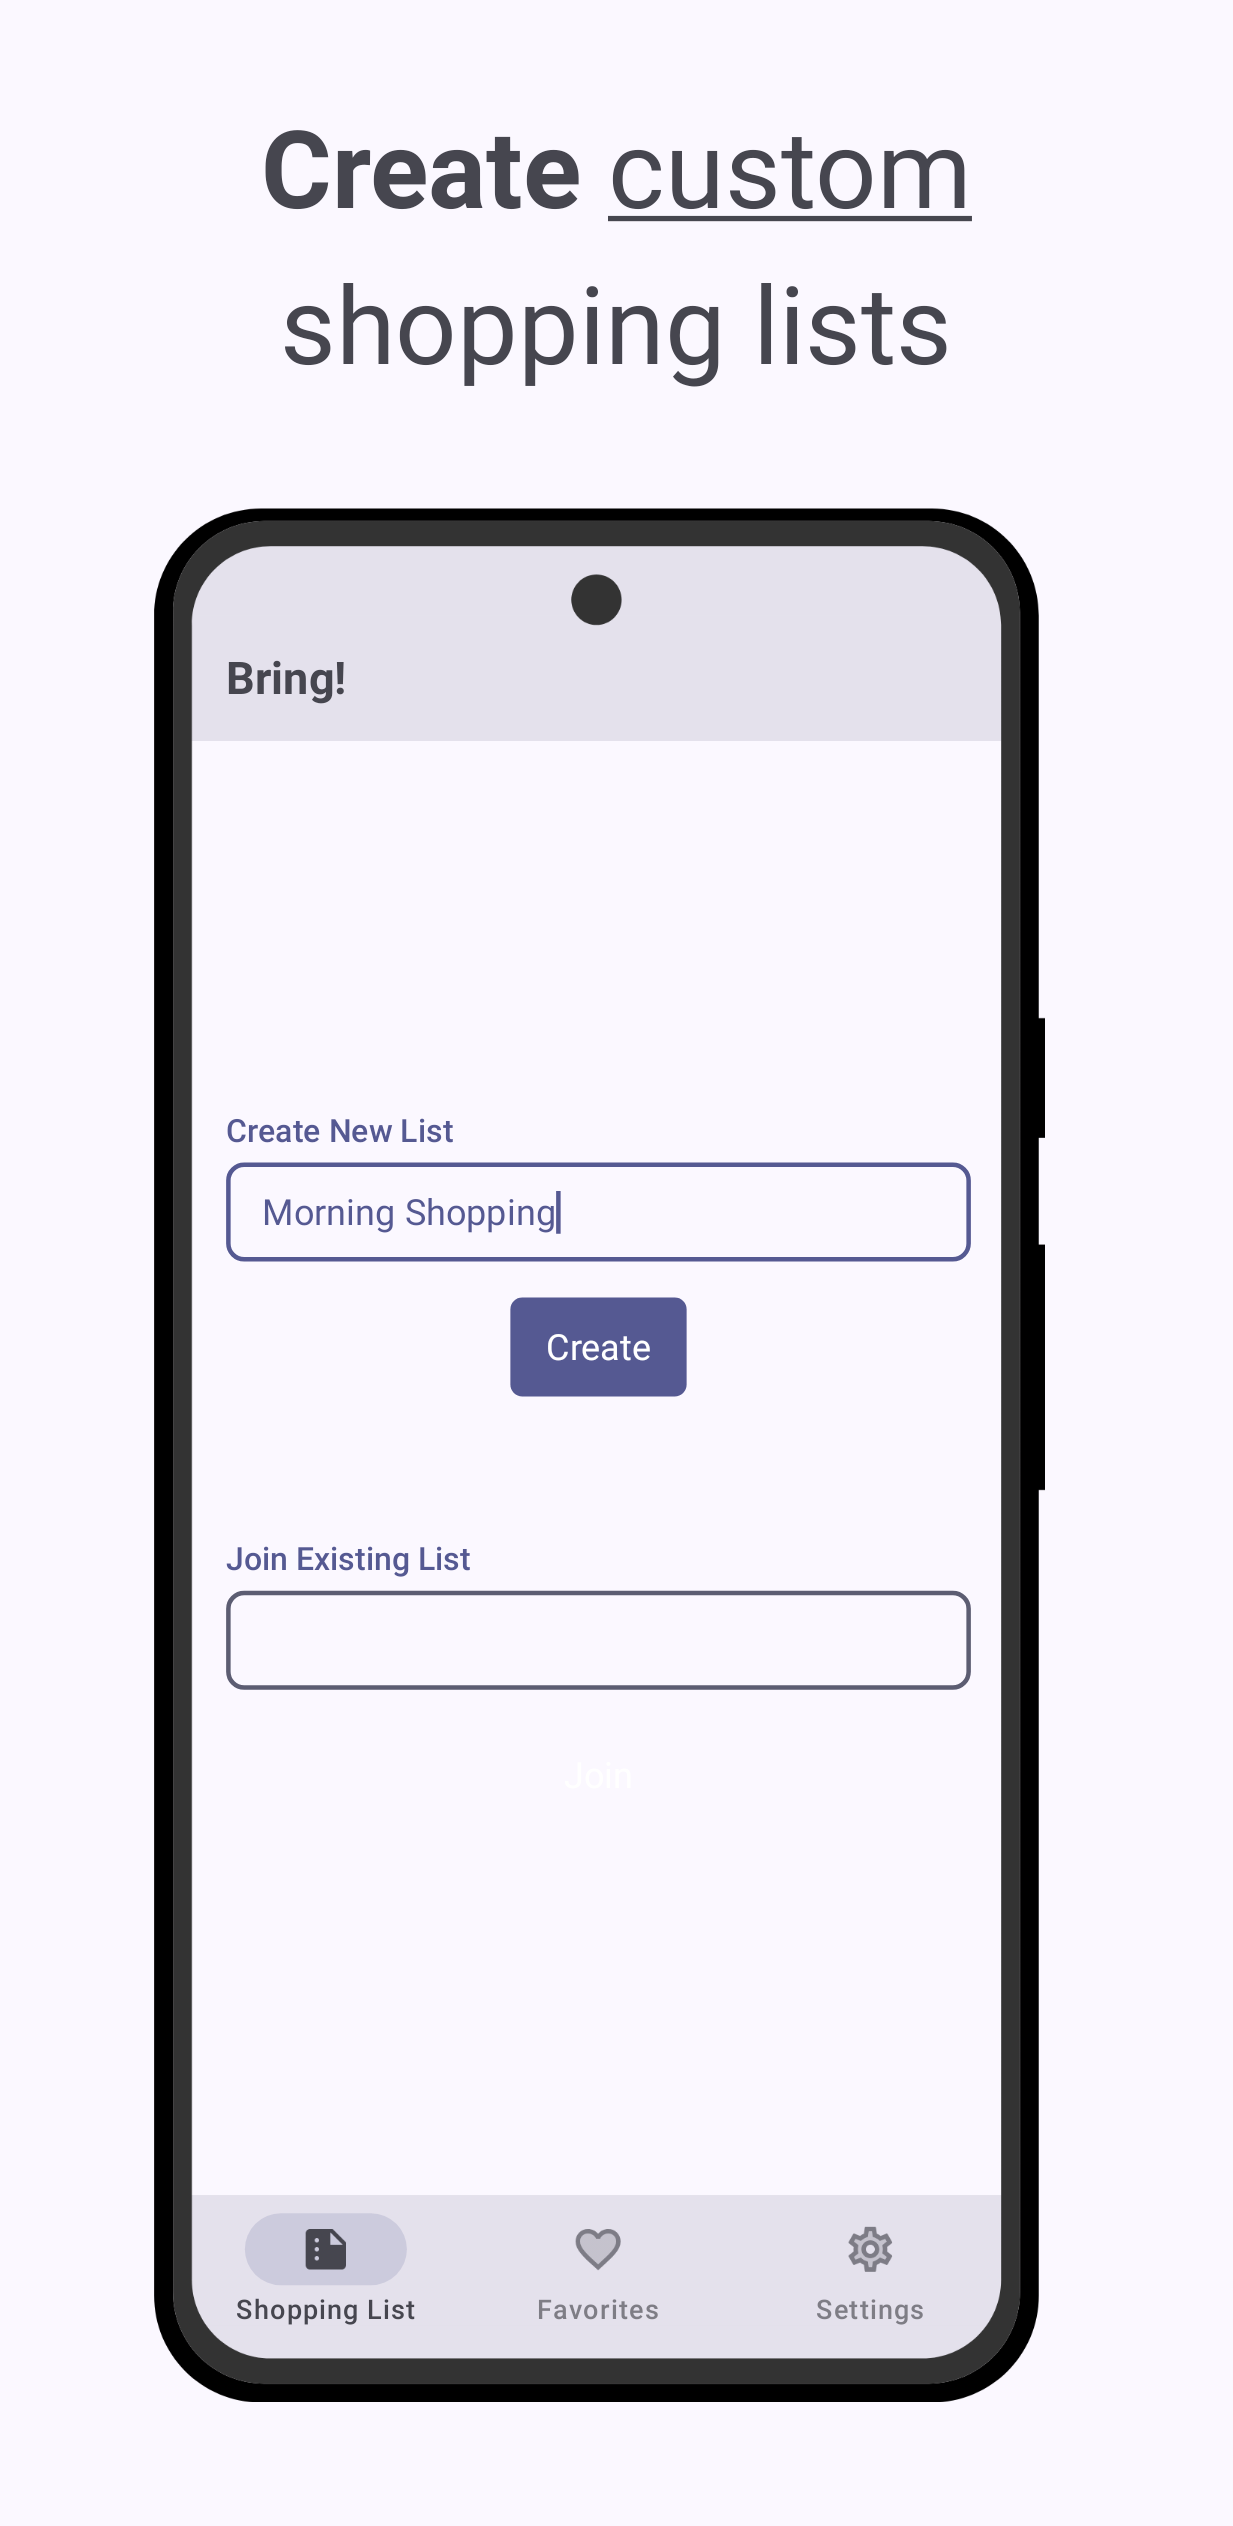 Create custom
shopping lists
Bring!
Create New List
Morning Shopping
Create
Join Existing List
Join
Shopping List
Favorites
Settings